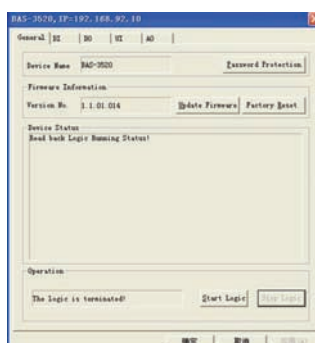 BAS-3520, IP=192.168.92.10
General DI DO UI AO
Device Name BAS-3520 Password Protection
Firmware Information
Version No. 1.1.01.014 Update Firmware Factory Reset
Device Status
Read back Logic Running Status!
Operation
The logic is terminated! Start Logic Stop Logic
確定 取消